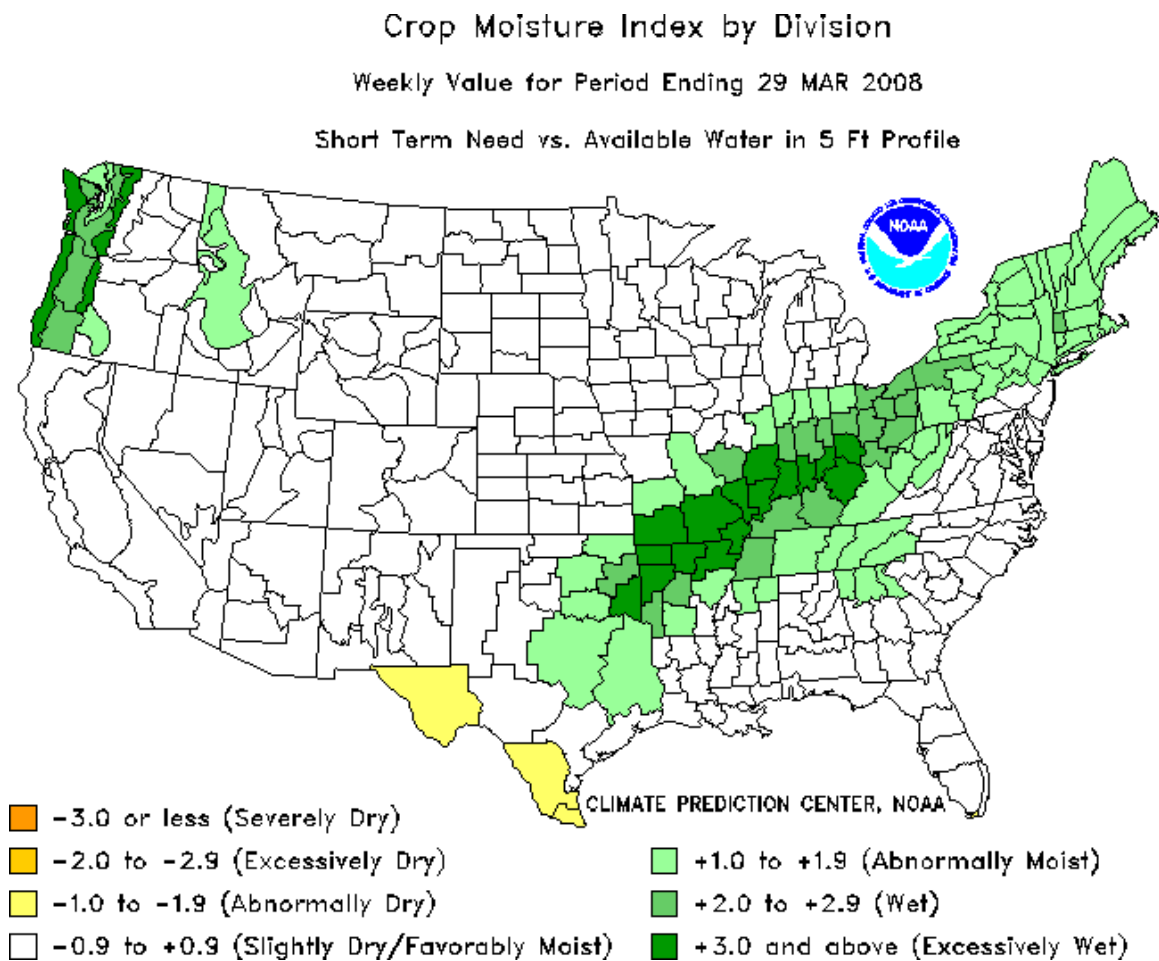 Crop Moisture Index by Division
Weekly Value for Period Ending 29 MAR 2008
Short Term Need vs. Available Water in 5 Ft Profile
NOAA
CLIMATE PREDICTION CENTER, NOAA
-3.0 or less (Severely Dry)
-2.0 to -2.9 (Excessively Dry)
-1.0 to -1.9 (Abnormally Dry)
-0.9 to +0.9 (Slightly Dry/Favorably Moist)
+1.0 to +1.9 (Abnormally Moist)
+2.0 to +2.9 (Wet)
+3.0 and above (Excessively Wet)